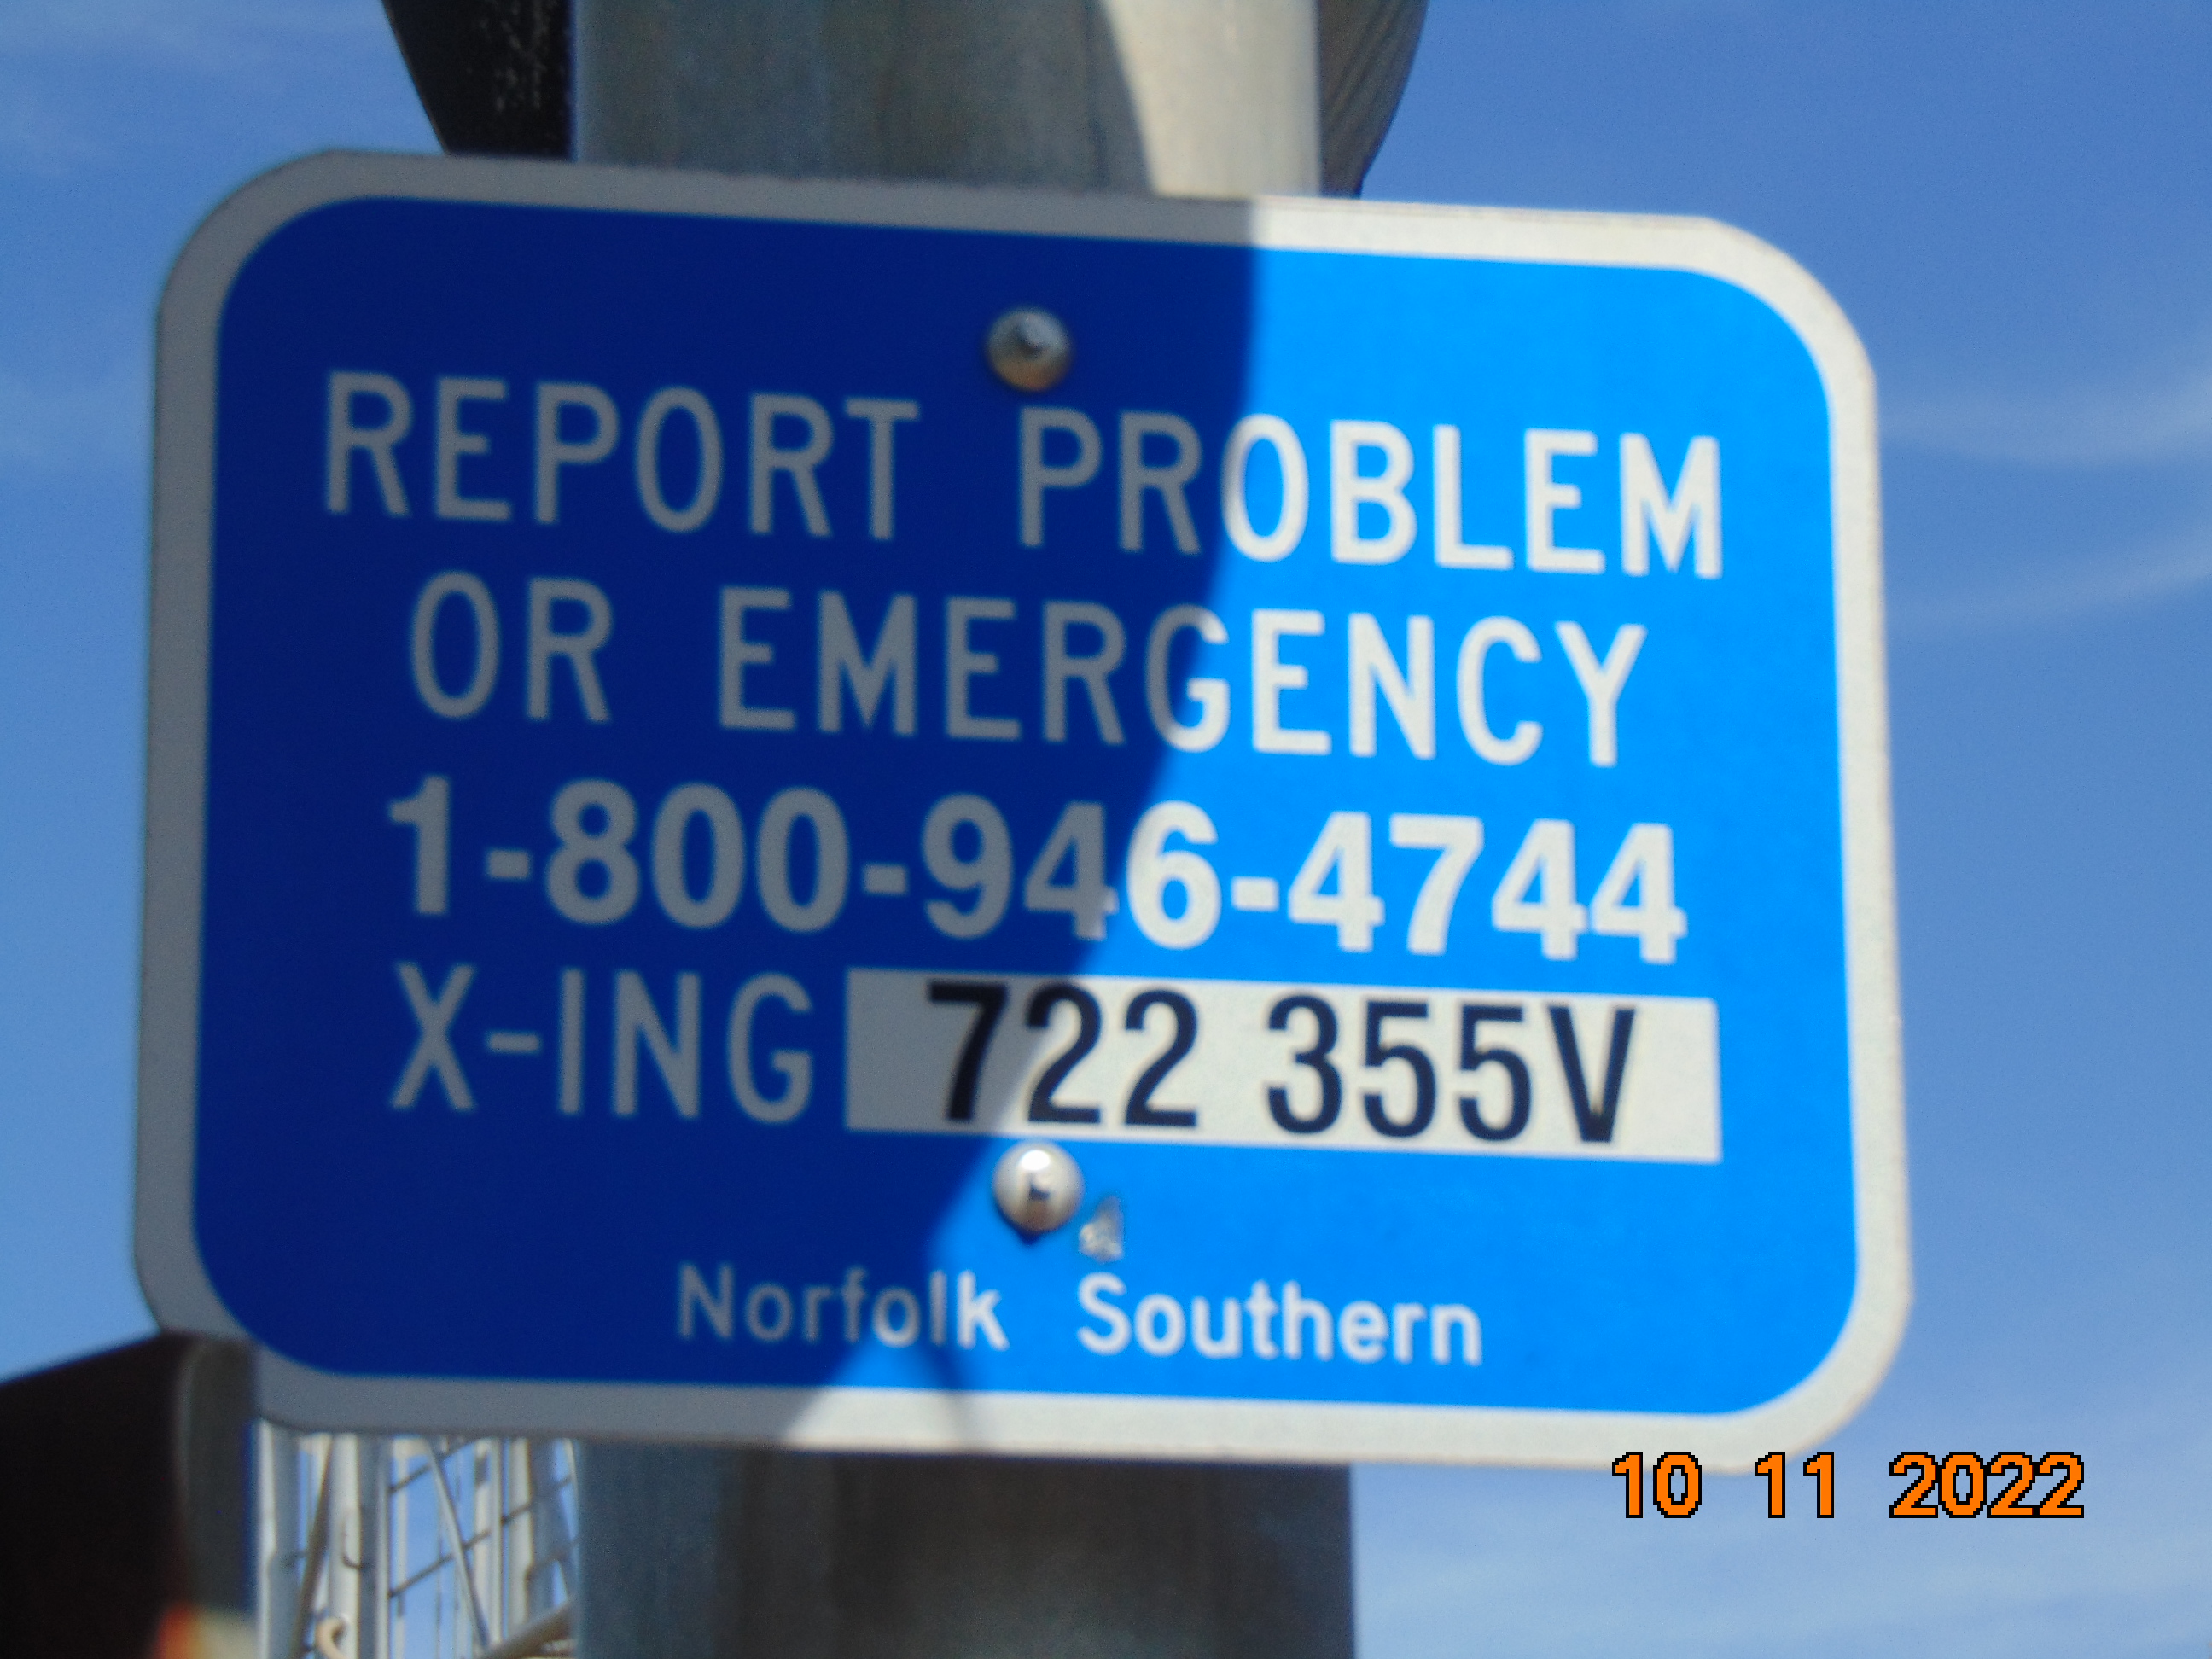 REPORT PROBLEM
OR EMERGENCY
1-800-946-4744
X-ING 722 355V
Norfolk Southern
10 11 2022